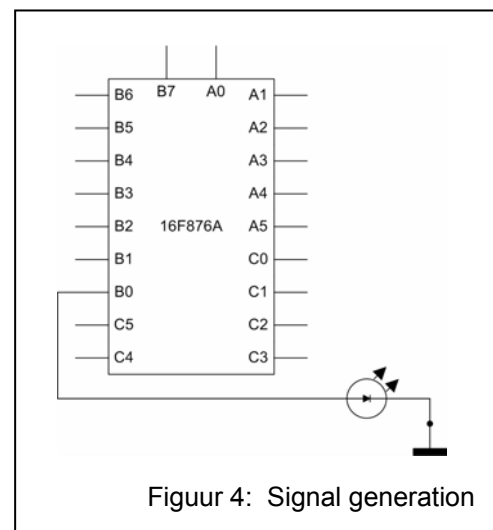 B7 A0
B6 A1
B5 A2
B4 A3
B3 A4
B2 16F876A A5
B1 C0
B0 C1
C5 C2
C4 C3
Figuur 4: Signal generation